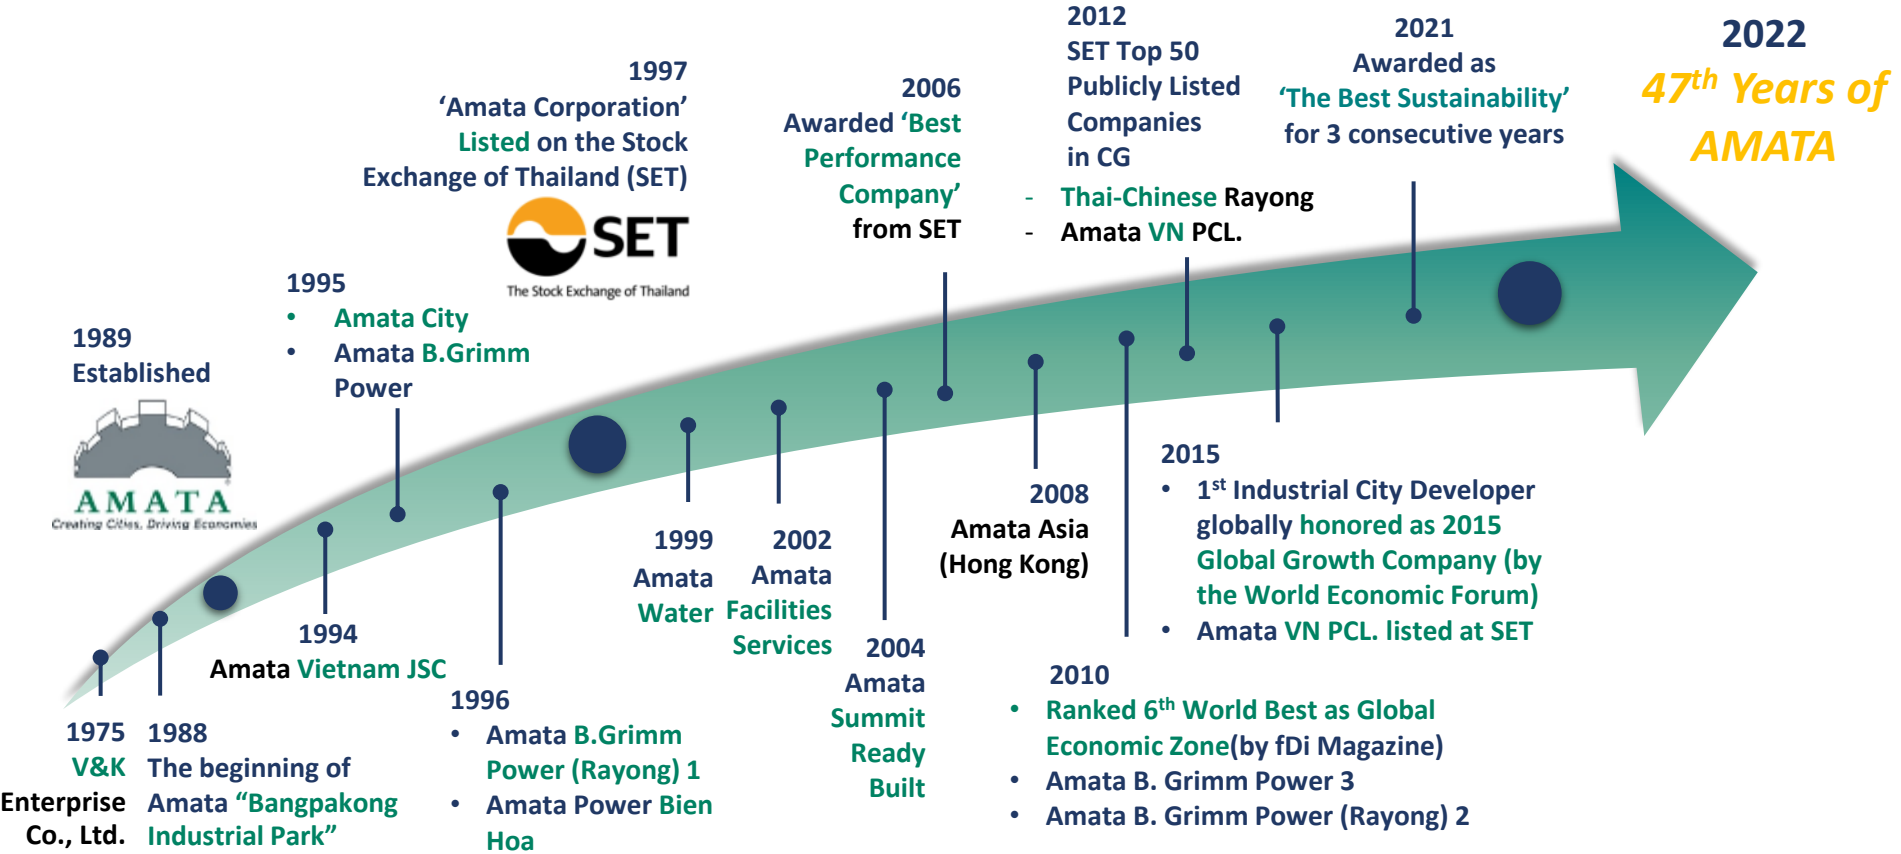 1975
V&K
Enterprise
Co., Ltd.
1988
The beginning of
Amata “Bangpakong
Industrial Park”
1989
Established
AMATA
Creating Cities, Driving Economies
1994
Amata Vietnam JSC
1995
• Amata City
• Amata B.Grimm
Power
1996
• Amata B.Grimm
Power (Rayong) 1
• Amata Power Bien
Hoa
1997
‘Amata Corporation’
Listed on the Stock
Exchange of Thailand (SET)
SET
The Stock Exchange of Thailand
1999
Amata
Water
2002
Amata
Facilities
Services
2004
Amata
Summit
Ready
Built
2006
Awarded ‘Best
Performance
Company’
from SET
2008
Amata Asia
(Hong Kong)
2010
• Ranked 6th World Best as Global
Economic Zone(by fDi Magazine)
• Amata B. Grimm Power 3
• Amata B. Grimm Power (Rayong) 2
2012
SET Top 50
Publicly Listed
Companies
in CG
- Thai-Chinese Rayong
- Amata VN PCL.
2015
• 1st Industrial City Developer
globally honored as 2015
Global Growth Company (by
the World Economic Forum)
• Amata VN PCL. listed at SET
2021
Awarded as
‘The Best Sustainability’
for 3 consecutive years
2022
47th Years of
AMATA